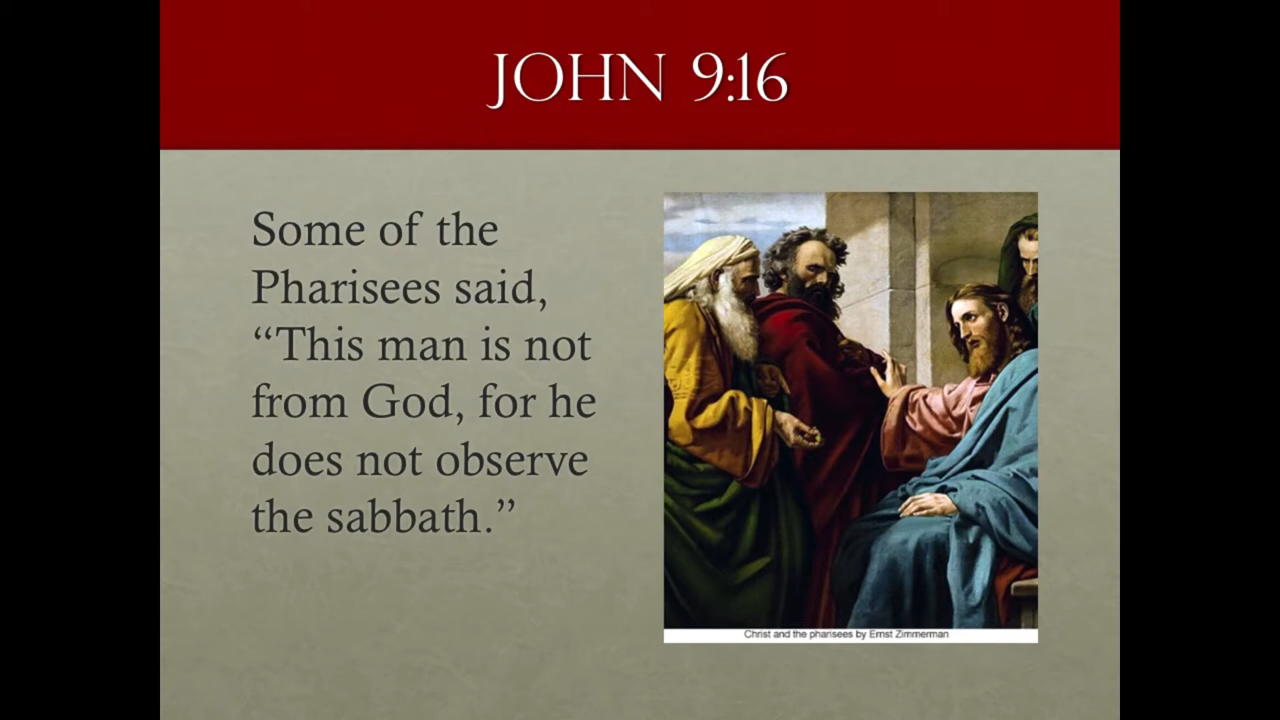 JOHN 9:16
Some of the
Pharisees said,
“This man is not
from God, for he
does not observe
the sabbath.”
Christ and the pharisees by Ernst Zimmerman